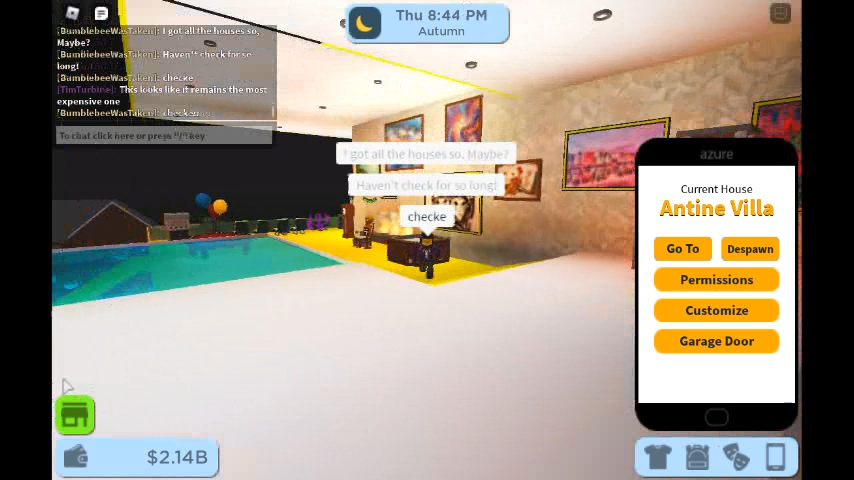 [BumblebeeWasTaken]: I got all the houses so,
Maybe?
[BumblebeeWasTaken]: Haven't check for so
long!
[BumblebeeWasTaken]: checke
[TimTurbine]: This looks like it remains the most
expensive one
[BumblebeeWasTaken]: checke
To chat click here or press "/" key
Thu 8:44 PM
Autumn
I got all the houses so, Maybe?
Haven't check for so long!
checke
azure
Current House
Antine Villa
Go To
Despawn
Permissions
Customize
Garage Door
$2.14B